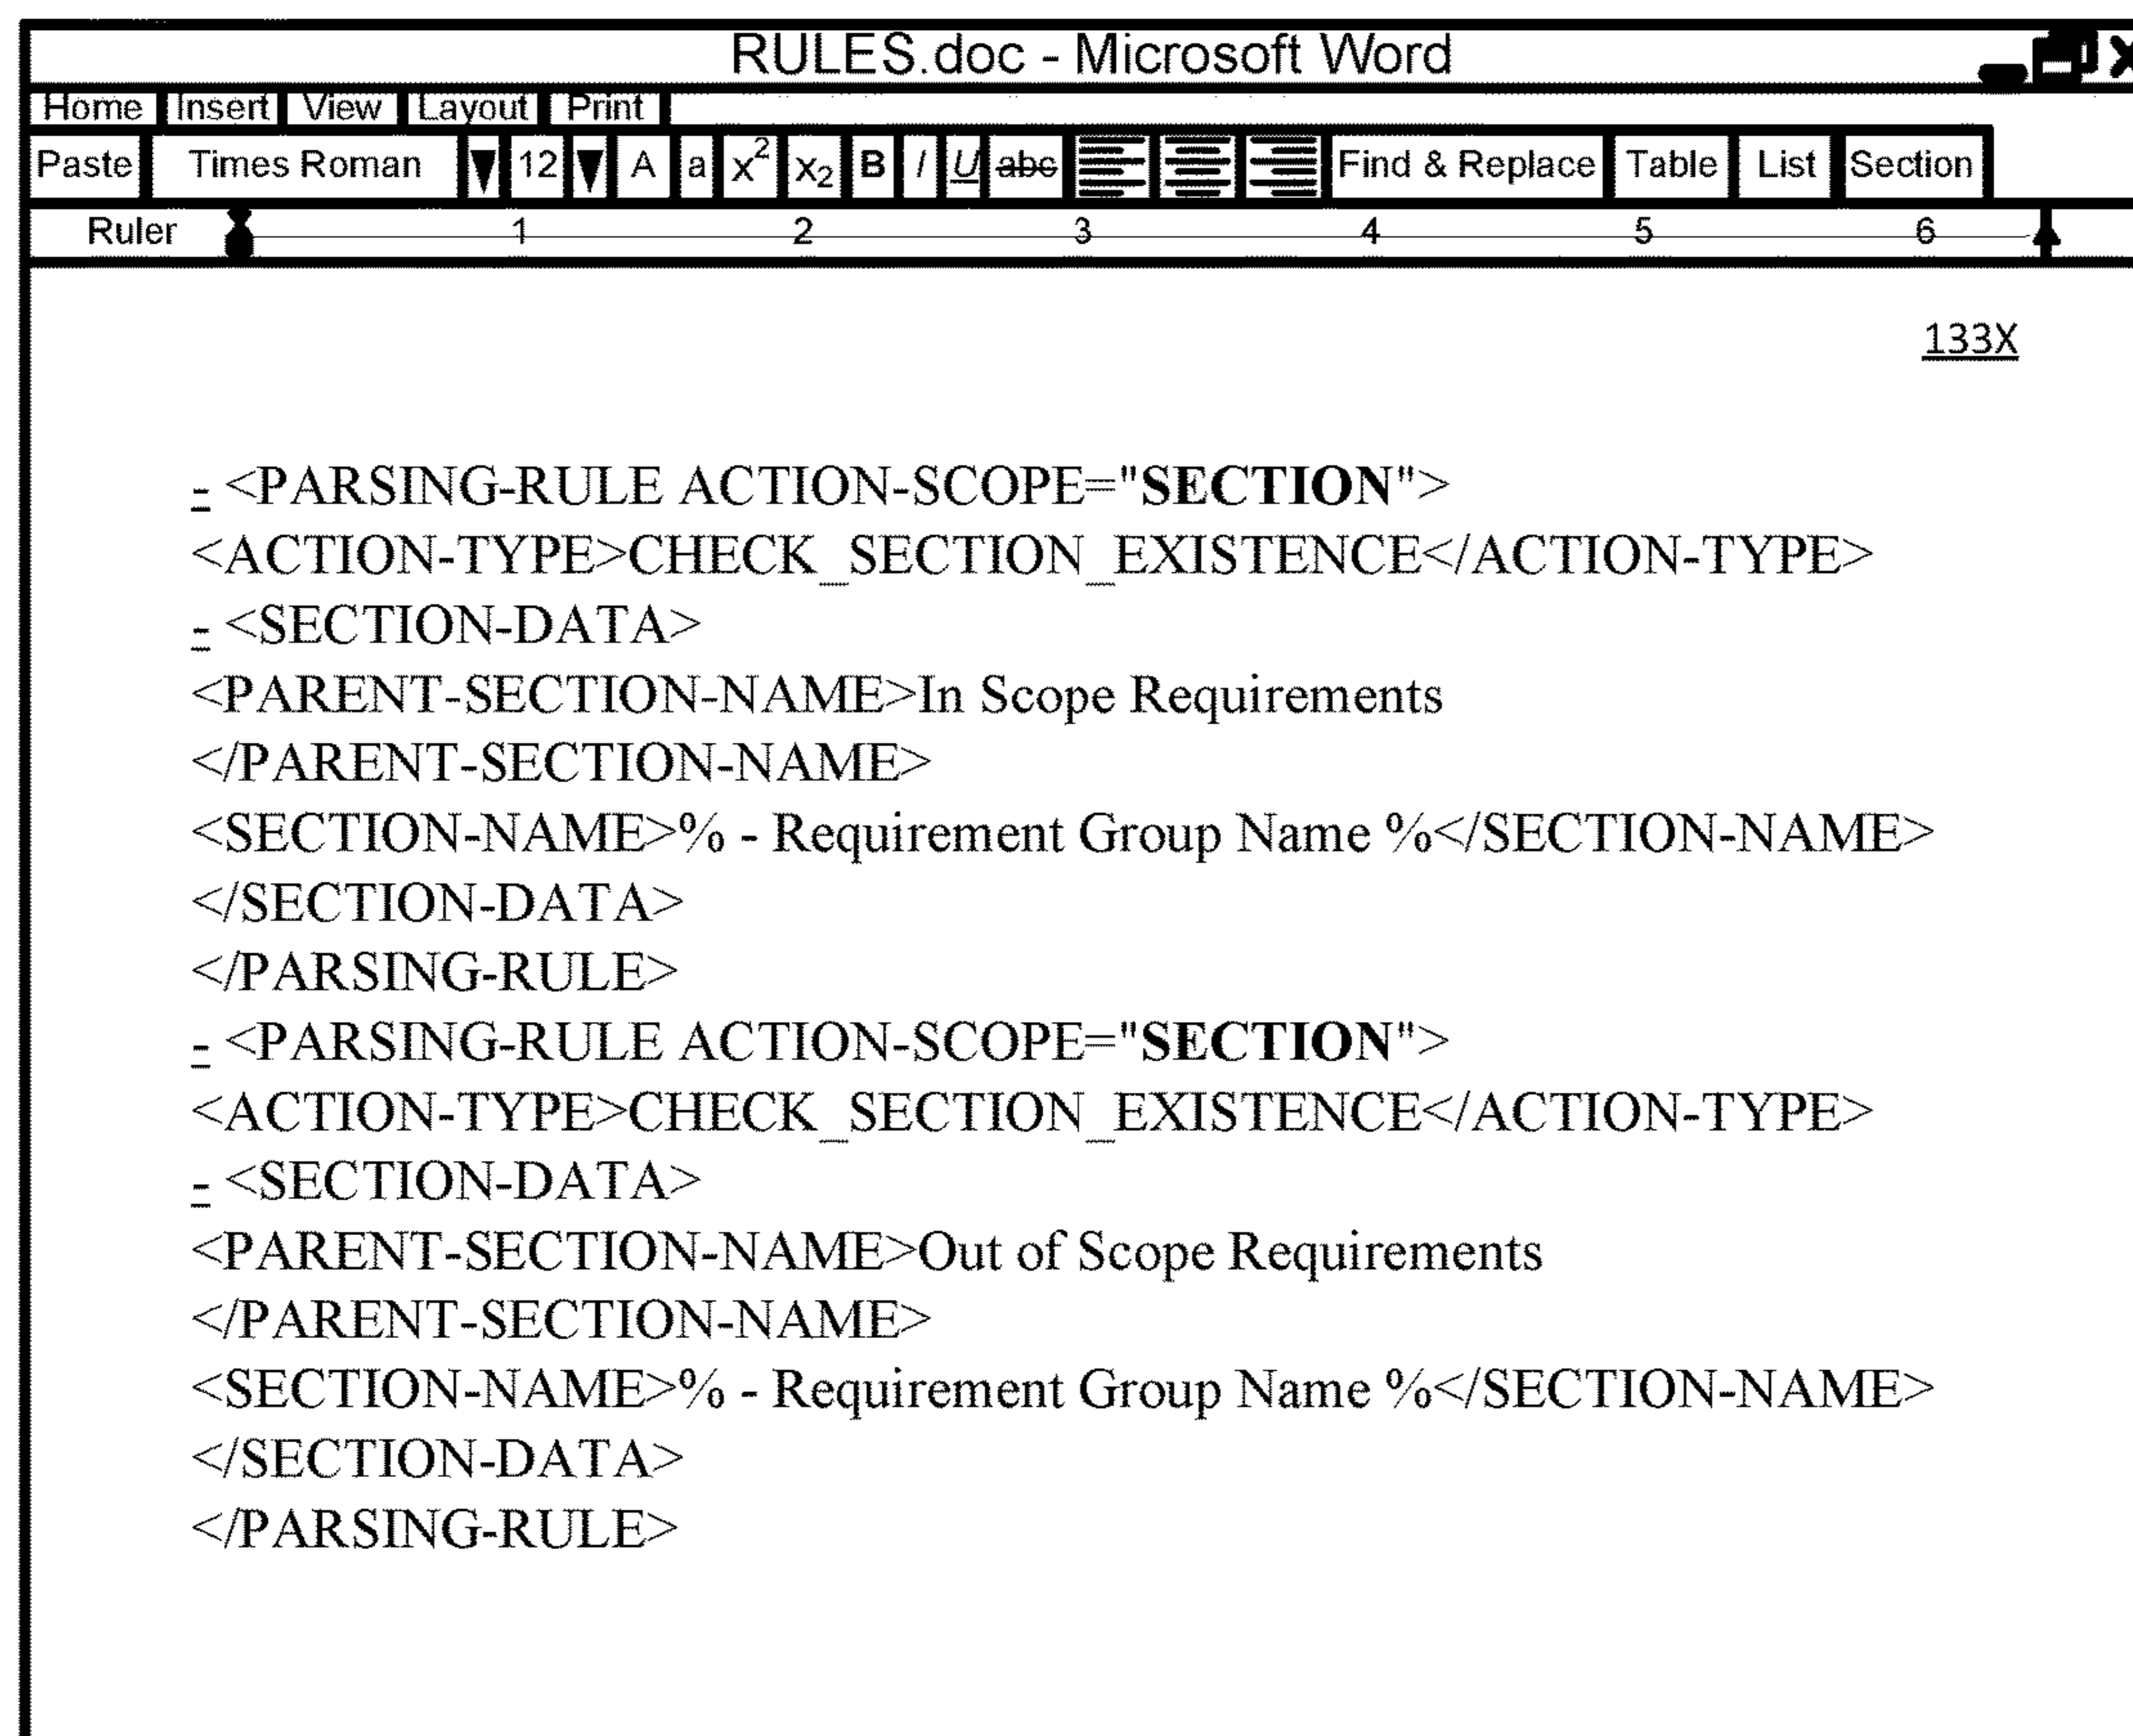 RULES.doc - Microsoft Word
Home Insert View Layout Print
Paste Times Roman 12 A a x² x₂ B I U abc Find & Replace Table List Section
Ruler 1 2 3 4 5 6
133X
- <PARSING-RULE ACTION-SCOPE="SECTION">
<ACTION-TYPE>CHECK_SECTION_EXISTENCE</ACTION-TYPE>
- <SECTION-DATA>
<PARENT-SECTION-NAME>In Scope Requirements
</PARENT-SECTION-NAME>
<SECTION-NAME>% - Requirement Group Name %</SECTION-NAME>
</SECTION-DATA>
</PARSING-RULE>
- <PARSING-RULE ACTION-SCOPE="SECTION">
<ACTION-TYPE>CHECK_SECTION_EXISTENCE</ACTION-TYPE>
- <SECTION-DATA>
<PARENT-SECTION-NAME>Out of Scope Requirements
</PARENT-SECTION-NAME>
<SECTION-NAME>% - Requirement Group Name %</SECTION-NAME>
</SECTION-DATA>
</PARSING-RULE>